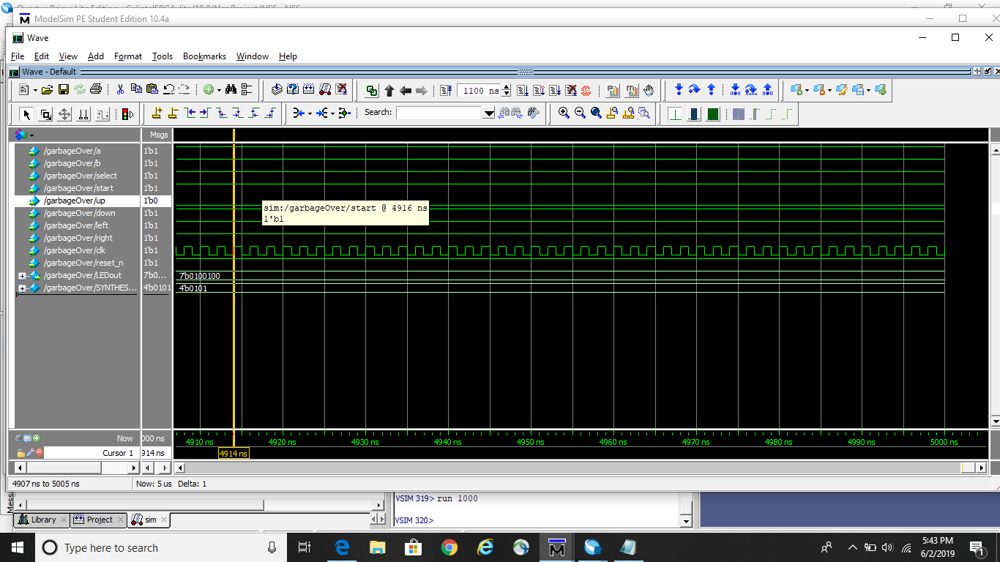 ModelSim PE Student Edition 10.4a
Wave
File Edit View Add Format Tools Bookmarks Window Help
Wave - Default
1100 ns
Search:
Msgs
/garbageOver/a 1'b1
/garbageOver/b 1'b1
/garbageOver/select 1'b1
/garbageOver/start 1'b1
/garbageOver/up 1'b0
/garbageOver/down 1'b1
/garbageOver/left 1'b1
/garbageOver/right 1'b1
/garbageOver/clk 1'b1
/garbageOver/reset_n 1'b1
/garbageOver/LEDout 7'b0... 7'b0100100
/garbageOver/SYNTHES... 4'b0101 4'b0101
sim:/garbageOver/start @ 4916 ns
1'b1
Now 000 ns 4910 ns 4920 ns 4930 ns 4940 ns 4950 ns 4960 ns 4970 ns 4980 ns 4990 ns 5000 ns
Cursor 1 914 ns 4914 ns
4907 ns to 5005 ns Now: 5 us Delta: 1
VSIM 319> run 1000
VSIM 320>
Library Project sim
Type here to search
5:43 PM
6/2/2019
1